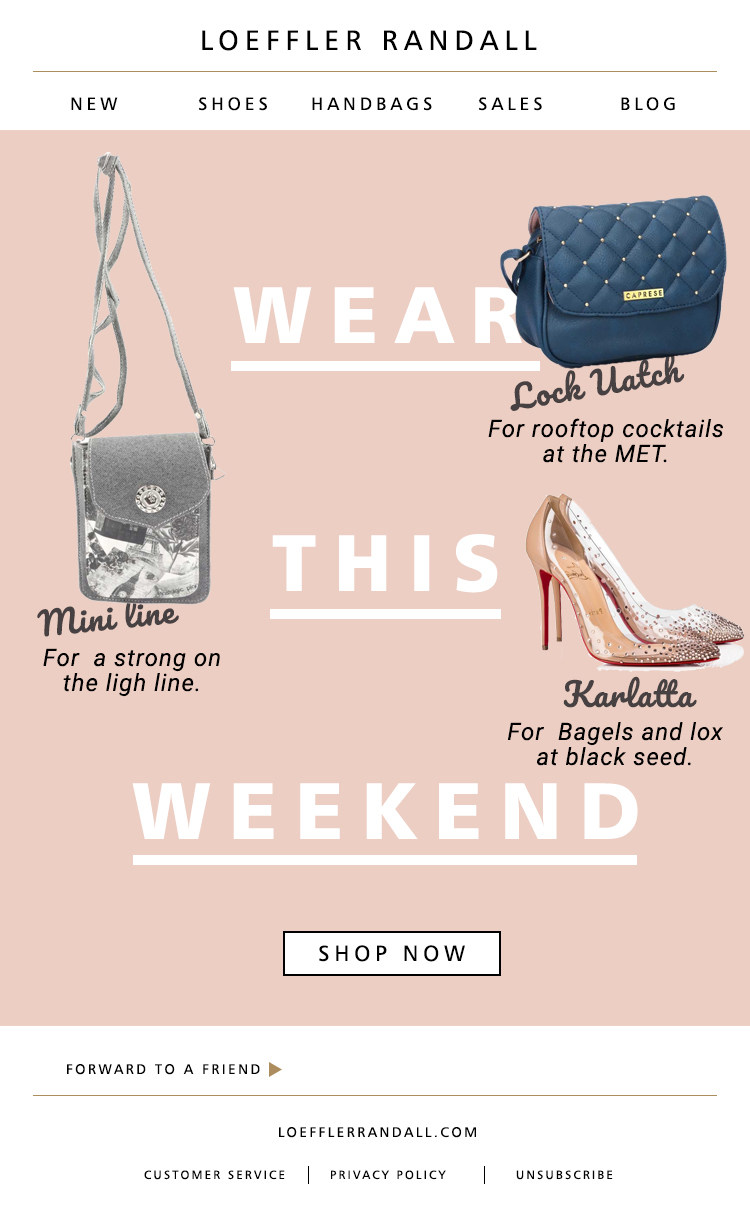 LOEFFLER RANDALL
NEW SHOES HANDBAGS SALES BLOG
WEAR
CAPRESE
Lock Uatch
For rooftop cocktails
at the MET.
THIS
Mini line
For a strong on
the ligh line.
Karlatta
For Bagels and lox
at black seed.
WEEKEND
SHOP NOW
FORWARD TO A FRIEND
LOEFFLERRANDALL.COM
CUSTOMER SERVICE PRIVACY POLICY UNSUBSCRIBE